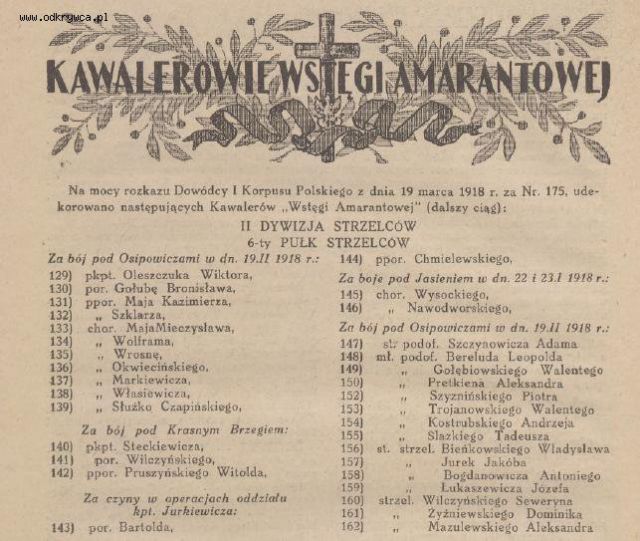 www.odkrywca.pl
KAWALEROWIE WSTĘGI AMARANTOWEJ
Na mocy rozkazu Dowódcy I Korpusu Polskiego z dnia 19 marca 1918 r. za Nr. 175, ude-
korowano następujących Kawalerów „Wstęgi Amarantowej" (dalszy ciąg):
II DYWIZJA STRZELCÓW
6-ty PUŁK STRZELCÓW
Za bój pod Osipowiczami w dn. 19.II 1918 r.:
129) pkpt. Oleszczuka Wiktora,
130) por. Gołubę Bronisława,
131) ppor. Maja Kazimierza,
132) „ Szklarza,
133) chor. MajaMieczysława,
134) „ Wolframa,
135) „ Wrosnę,
136) „ Okwiecińskiego,
137) „ Markiewicza,
138) „ Własiewicza,
139) „ Służko Czapińskiego,
Za bój pod Krasnym Brzegiem:
140) pkpt. Steckiewicza,
141) por. Wilczyńskiego,
142) ppor. Pruszyńskiego Witolda,
Za czyny w operacjach oddziału
kpt. Jurkiewicza:
143) por. Bartolda,
144) ppor. Chmielewskiego,
Za boje pod Jasieniem w dn. 22 i 23.I 1918 r.:
145) chor. Wysockiego,
146) „ Nawodworskiego,
Za bój pod Osipowiczami w dn. 19.II 1918 r.:
147) str podof. Szczynowicza Adama
148) mł. podof. Bereluda Leopolda
149) „ Gołębiowskiego Walentego
150) „ Pretkiena Aleksandra
152) „ Szyznińskiego Piotra
153) „ Trojanowskiego Walentego
154) „ Kostrubskiego Andrzeja
155) „ Slazkiego Tadeusza
156) st. strzel. Bieńkowskiego Władysława
157) „ Jurek Jakóba
158) „ Bogdanowicza Antoniego
159) „ Łukaszewicza Józefa
160) strzel. Wilczyńskiego Seweryna
161) „ Żyźniewskiego Dominika
162) „ Mazulewskiego Aleksandra